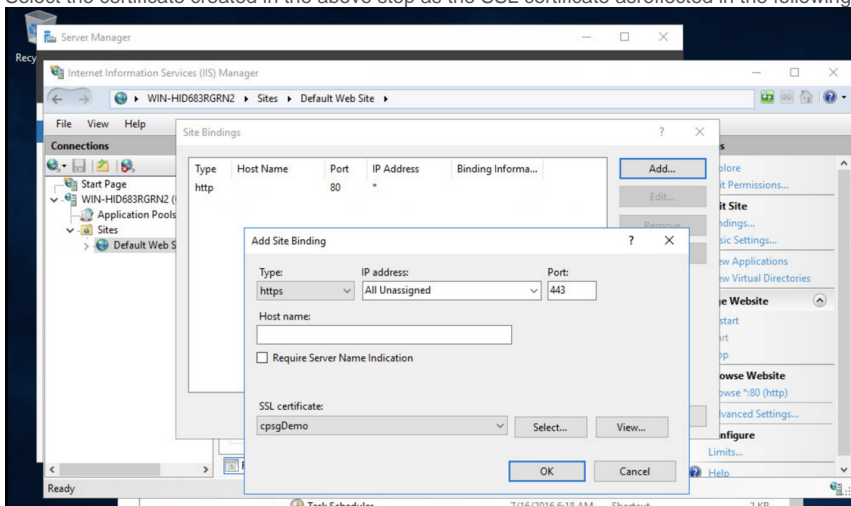 Select the certificate created in the above step as the SSL certificate asreflected in the following
Recy
Server Manager
Internet Information Services (IIS) Manager
WIN-HID683RGRN2 Sites Default Web Site
File View Help
Connections
Start Page
WIN-HID683RGRN2 (
Application Pools
Sites
Default Web S
Site Bindings
Type Host Name Port IP Address Binding Informa...
http 80 *
Add...
Edit...
Remove
Add Site Binding
Type: IP address: Port:
https All Unassigned 443
Host name:
Require Server Name Indication
SSL certificate:
cpsgDemo Select... View...
OK Cancel
s
plore
it Permissions...
it Site
ndings...
sic Settings...
ew Applications
ew Virtual Directories
ge Website
start
rt
op
owse Website
owse *:80 (http)
lvanced Settings...
nfigure
Limits...
Help
Ready
Task Scheduler 7/16/2016 6:18 AM Shortcut 2 KB